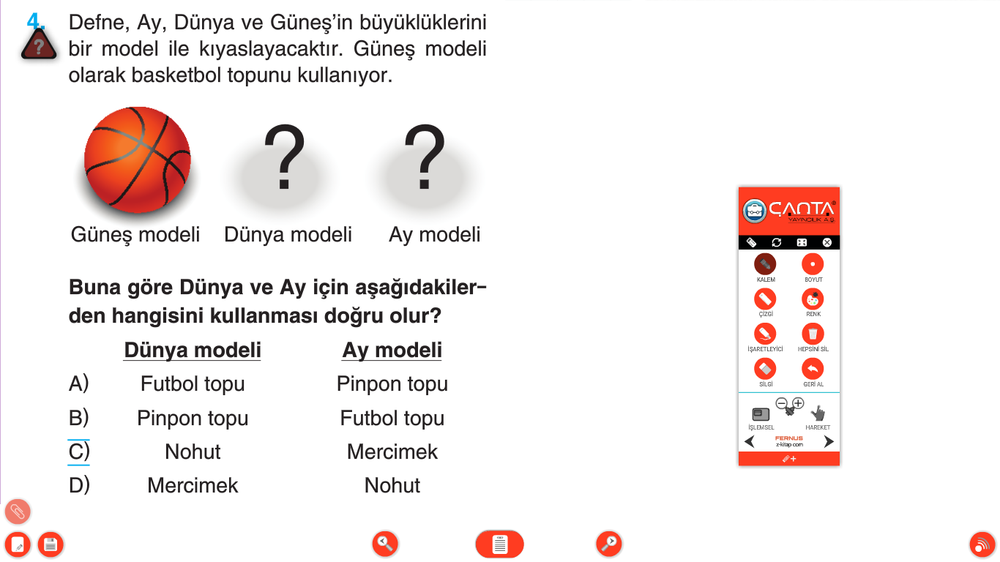 4. Defne, Ay, Dünya ve Güneş’in büyüklüklerini
bir model ile kıyaslayacaktır. Güneş modeli
olarak basketbol topunu kullanıyor.
?
? ?
Güneş modeli Dünya modeli Ay modeli
Buna göre Dünya ve Ay için aşağıdakiler–
den hangisini kullanması doğru olur?
Dünya modeli Ay modeli
A) Futbol topu Pinpon topu
B) Pinpon topu Futbol topu
C) Nohut Mercimek
D) Mercimek Nohut
ÇANTA®
YAYINCILIK A.Ş.
KALEM BOYUT
ÇİZGİ RENK
İŞARETLEYİCİ HEPSİNİ SİL
SİLGİ GERİ AL
İŞLEMSEL HAREKET
FERNUS
z-kitap.com